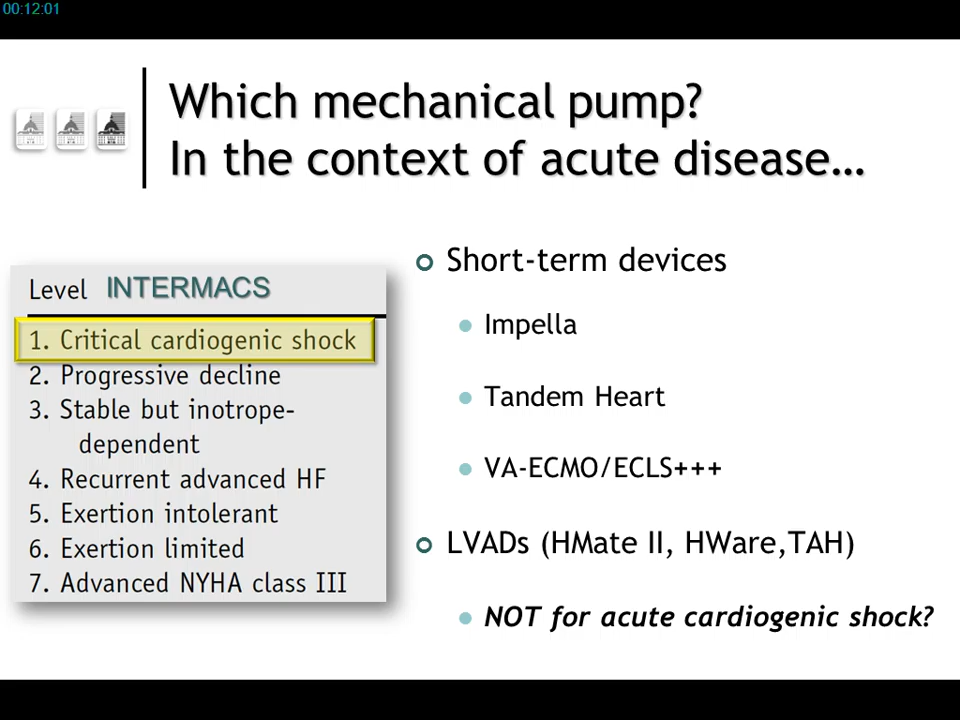 00:12:01
Which mechanical pump?
In the context of acute disease…
Level INTERMACS
1. Critical cardiogenic shock
2. Progressive decline
3. Stable but inotrope-
dependent
4. Recurrent advanced HF
5. Exertion intolerant
6. Exertion limited
7. Advanced NYHA class III
Short-term devices
Impella
Tandem Heart
VA-ECMO/ECLS+++
LVADs (HMate II, HWare,TAH)
NOT for acute cardiogenic shock?